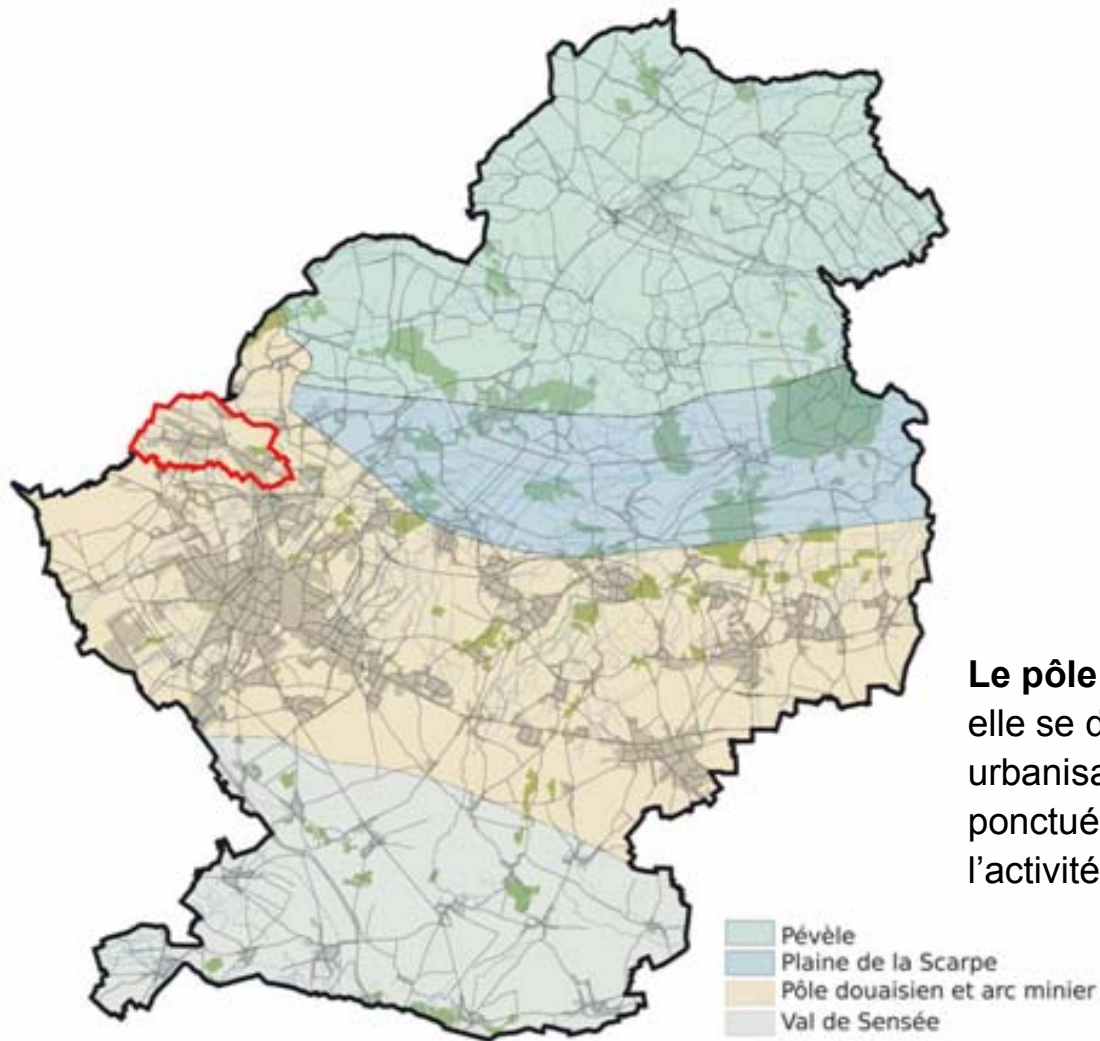 Le pôle
elle se d
urbanisa
ponctué
l'activité
Pévèle
Plaine de la Scarpe
Pôle douaisien et arc minier
Val de Sensée